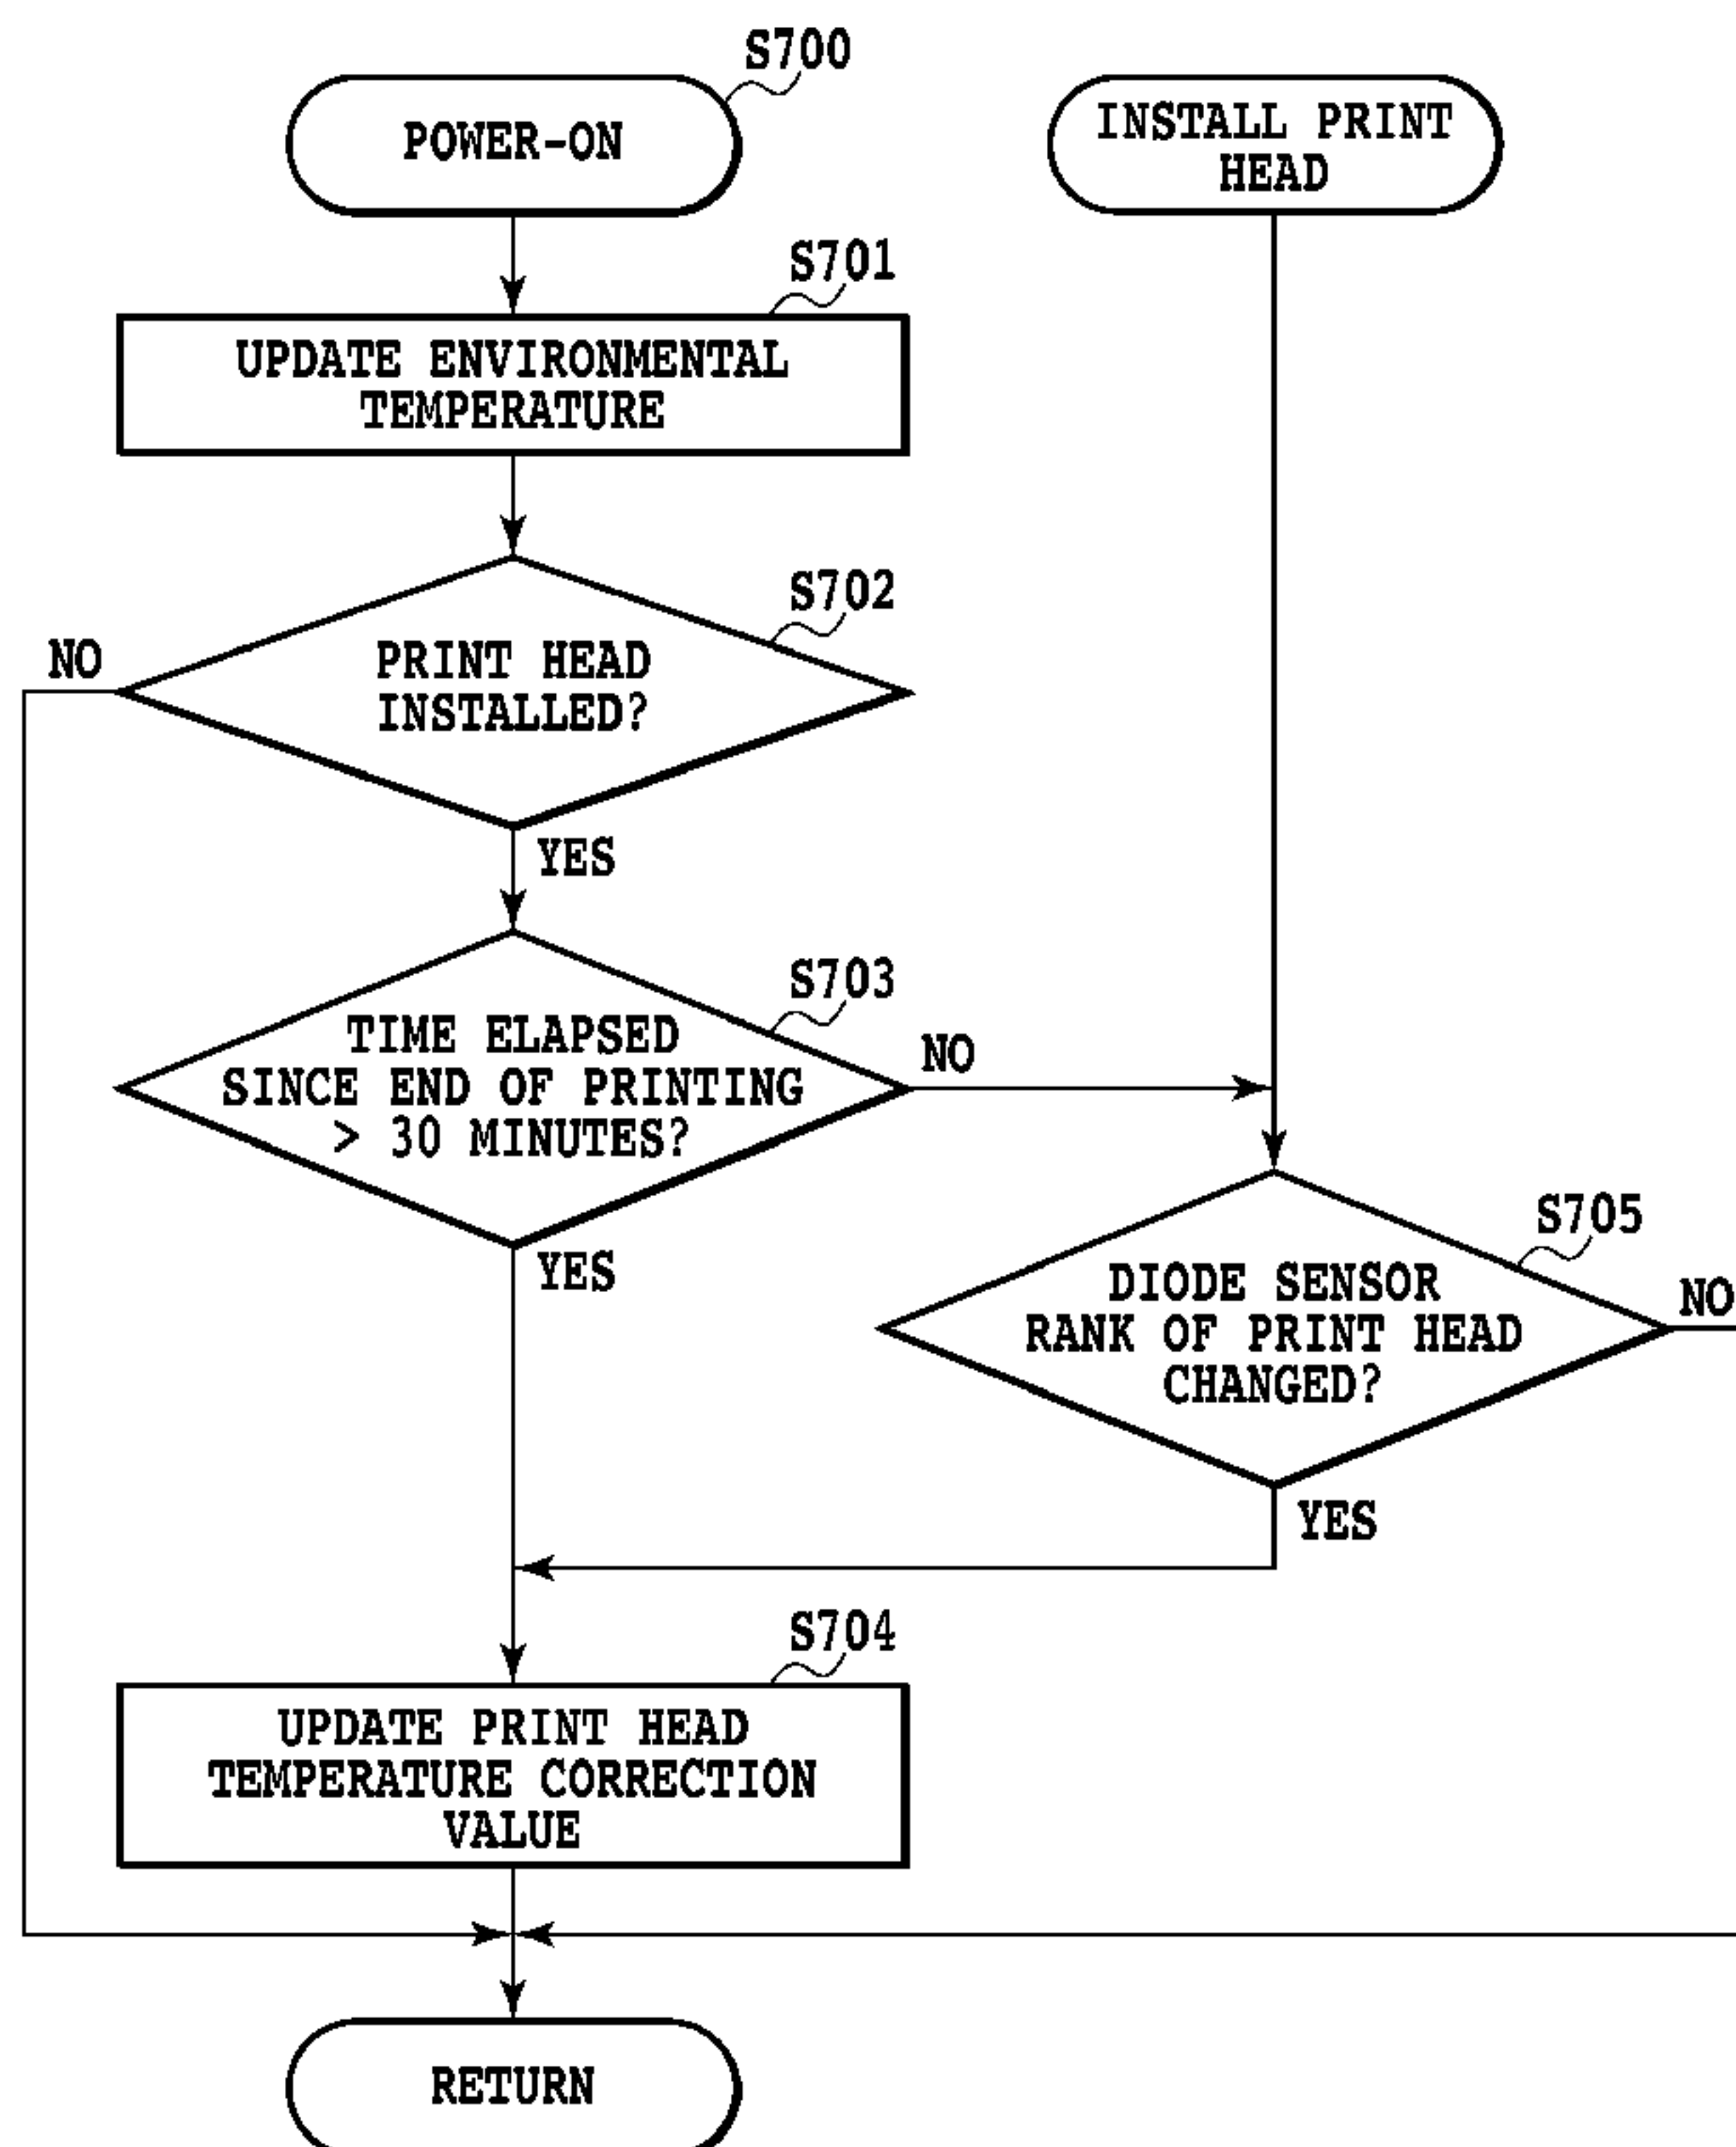 S700
POWER-ON
INSTALL PRINT
HEAD
S701
UPDATE ENVIRONMENTAL
TEMPERATURE
S702
NO
PRINT HEAD
INSTALLED?
YES
S703
TIME ELAPSED
SINCE END OF PRINTING
> 30 MINUTES?
NO
YES
S705
DIODE SENSOR
RANK OF PRINT HEAD
CHANGED?
NO
YES
S704
UPDATE PRINT HEAD
TEMPERATURE CORRECTION
VALUE
RETURN